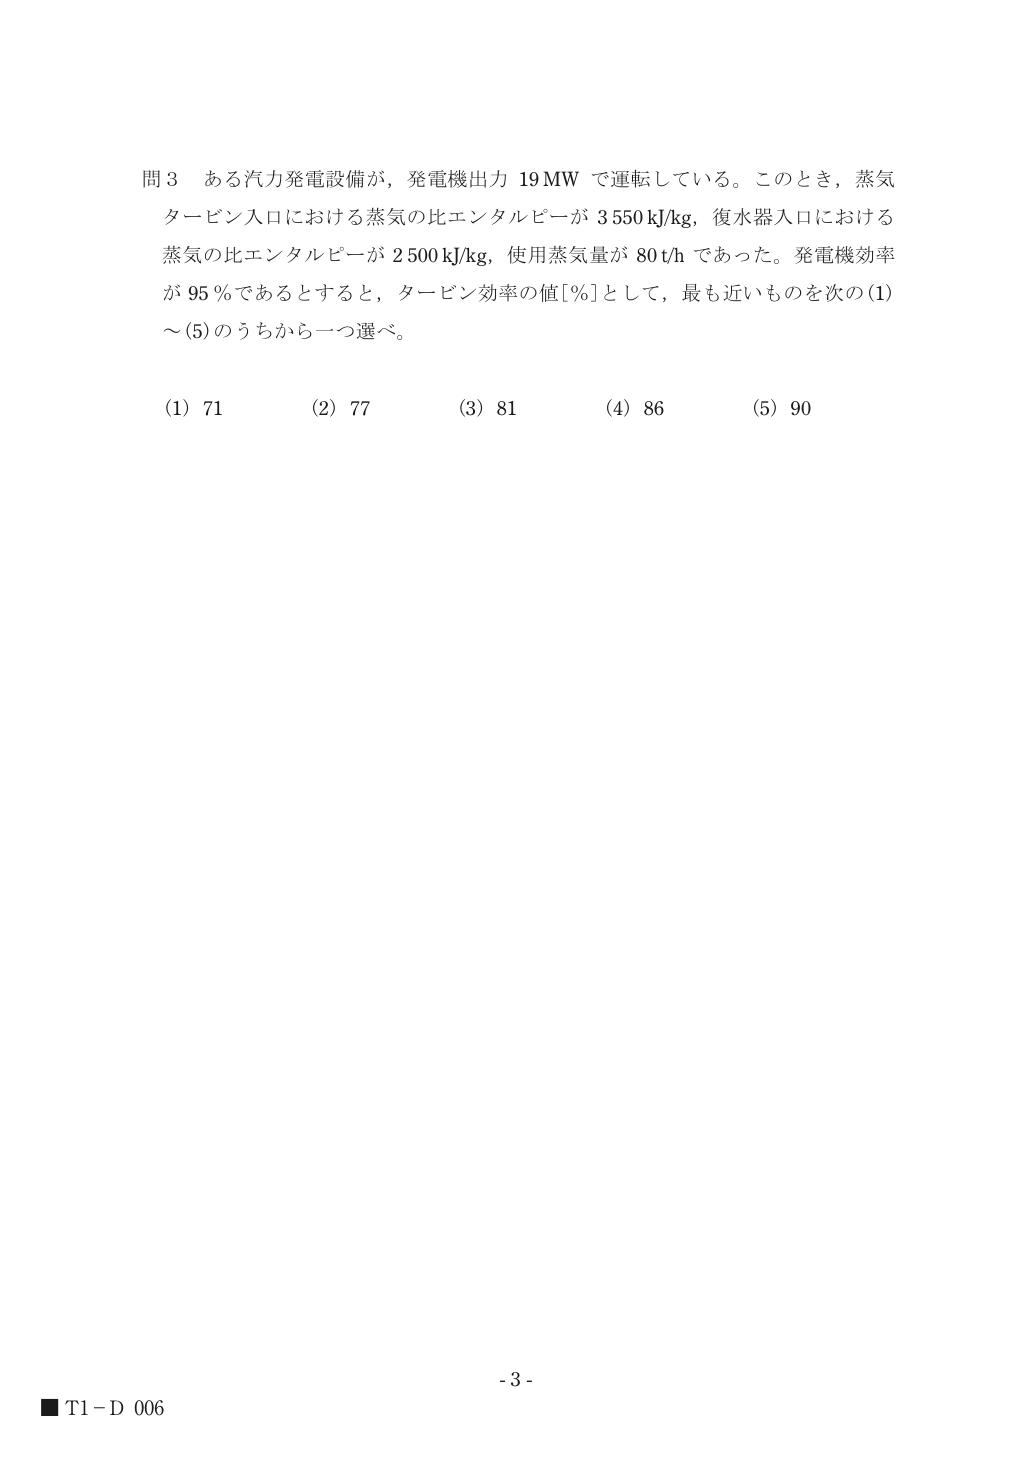 問3　ある汽力発電設備が，発電機出力 19 MW で運転している。このとき，蒸気
タービン入口における蒸気の比エンタルピーが 3 550 kJ/kg，復水器入口における
蒸気の比エンタルピーが 2 500 kJ/kg，使用蒸気量が 80 t/h であった。発電機効率
が 95 %であるとすると，タービン効率の値[%]として，最も近いものを次の(1)
～(5)のうちから一つ選べ。
(1) 71　(2) 77　(3) 81　(4) 86　(5) 90
- 3 -
■ T1－D 006